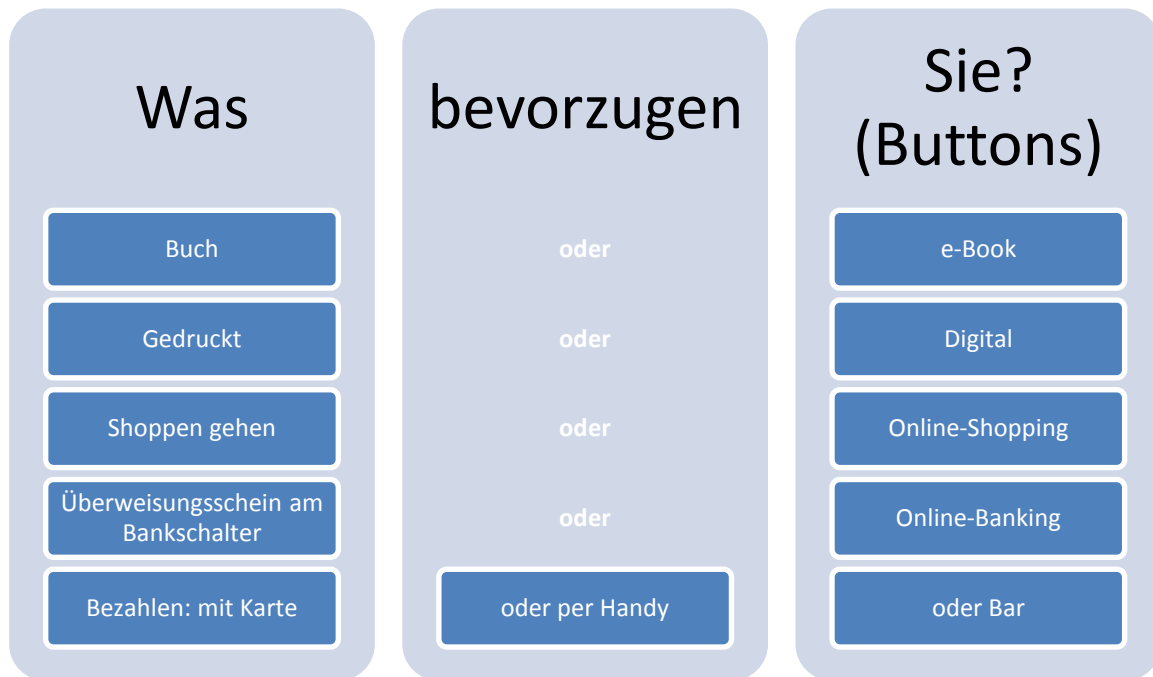 Was bevorzugen Sie?
(Buttons)
Buch oder e-Book
Gedruckt oder Digital
Shoppen gehen oder Online-Shopping
Überweisungsschein am
Bankschalter oder Online-Banking
Bezahlen: mit Karte oder per Handy oder Bar